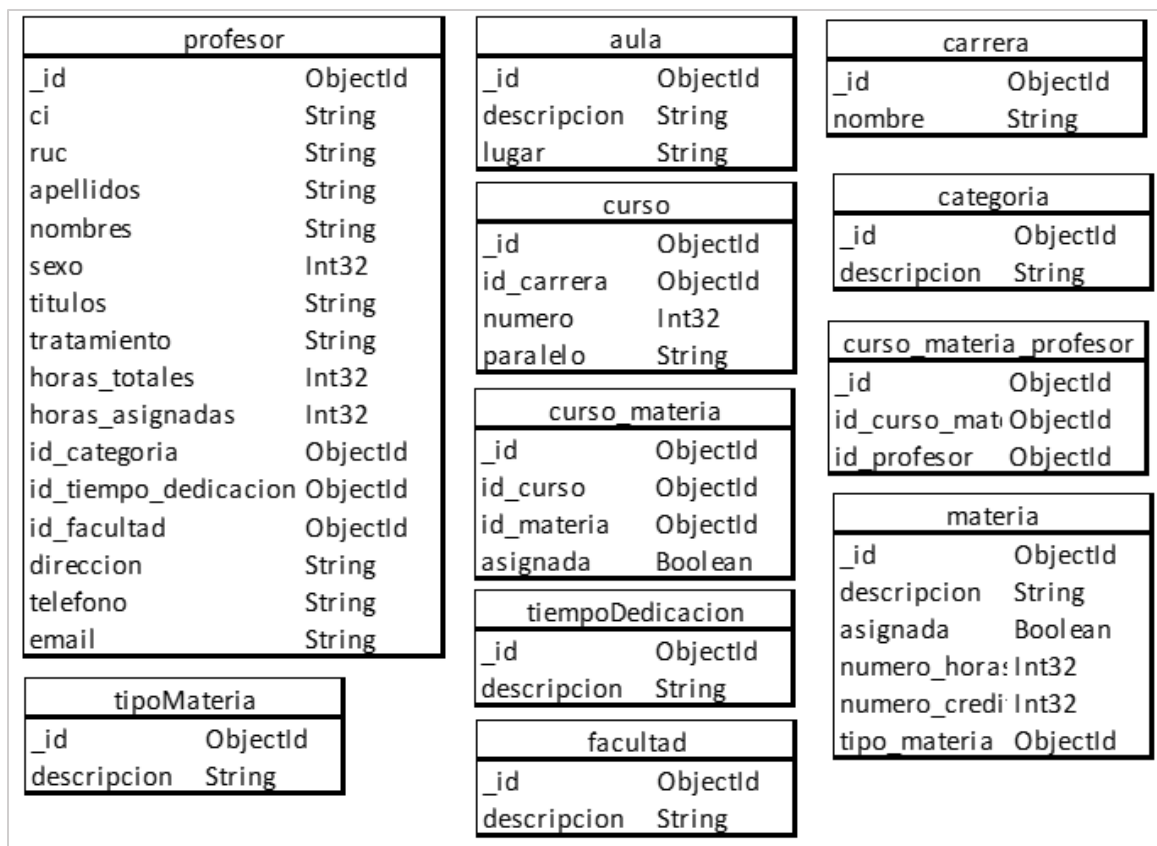 profesor
_id ObjectId
ci String
ruc String
apellidos String
nombres String
sexo Int32
titulos String
tratamiento String
horas_totales Int32
horas_asignadas Int32
id_categoria ObjectId
id_tiempo_dedicacion ObjectId
id_facultad ObjectId
direccion String
telefono String
email String
tipoMateria
_id ObjectId
descripcion String
aula
_id ObjectId
descripcion String
lugar String
curso
_id ObjectId
id_carrera ObjectId
numero Int32
paralelo String
curso_materia
_id ObjectId
id_curso ObjectId
id_materia ObjectId
asignada Boolean
tiempoDedicacion
_id ObjectId
descripcion String
facultad
_id ObjectId
descripcion String
carrera
_id ObjectId
nombre String
categoria
_id ObjectId
descripcion String
curso_materia_profesor
_id ObjectId
id_curso_mat ObjectId
id_profesor ObjectId
materia
_id ObjectId
descripcion String
asignada Boolean
numero_horas Int32
numero_credi Int32
tipo_materia ObjectId